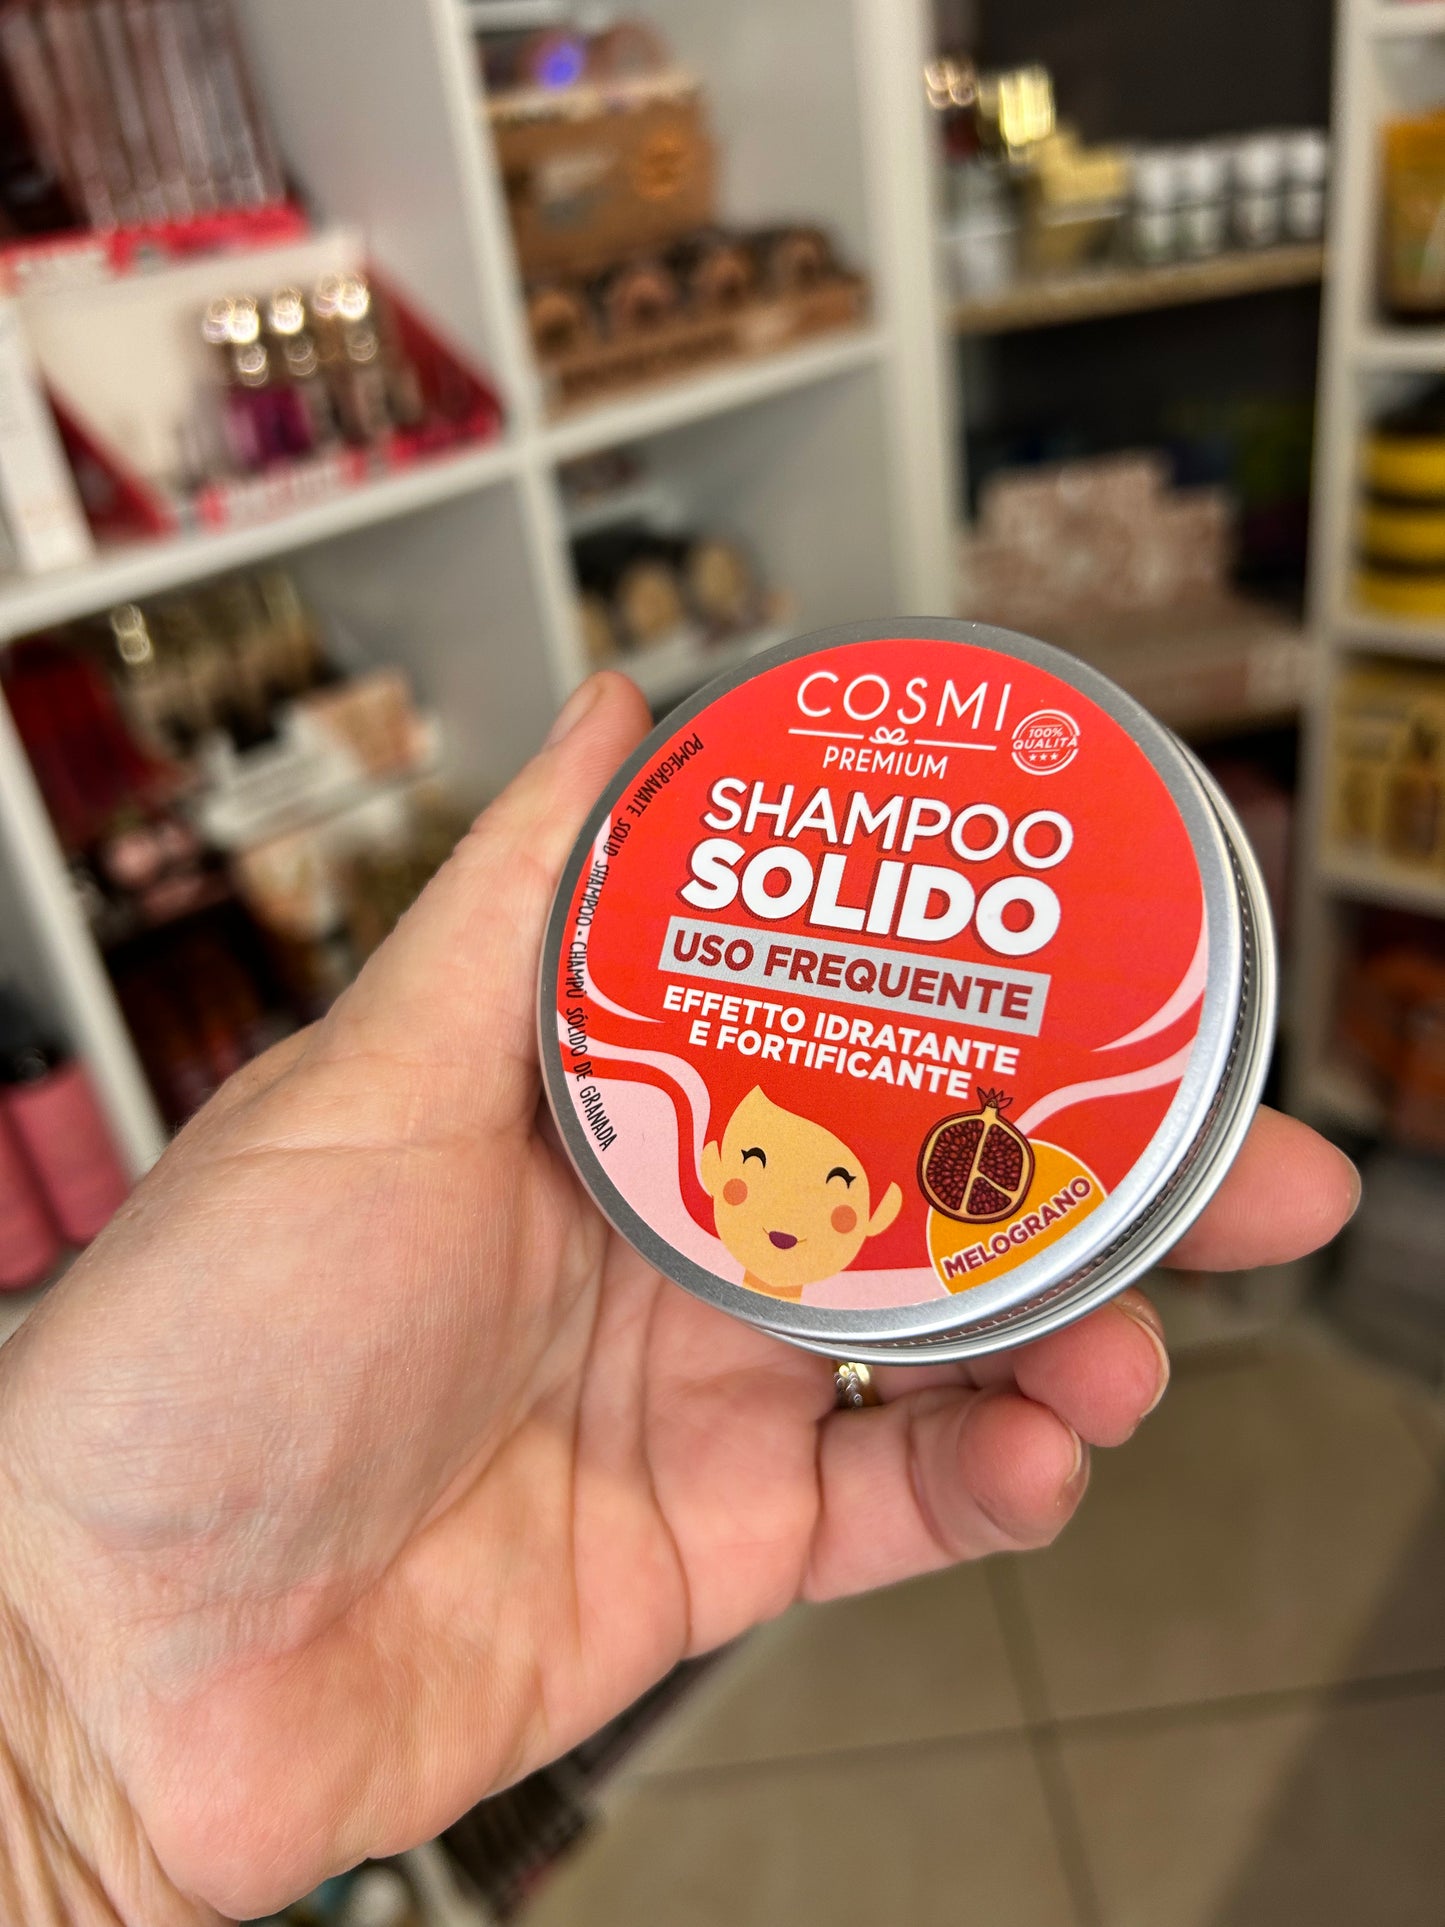 COSMI
PREMIUM
100%
QUALITÀ
SHAMPOO
SOLIDO
USO FREQUENTE
EFFETTO IDRATANTE
E FORTIFICANTE
MELOGRANO
POMEGRANATE SOLID SHAMPOO • CHAMPÚ SÓLIDO DE GRANADA